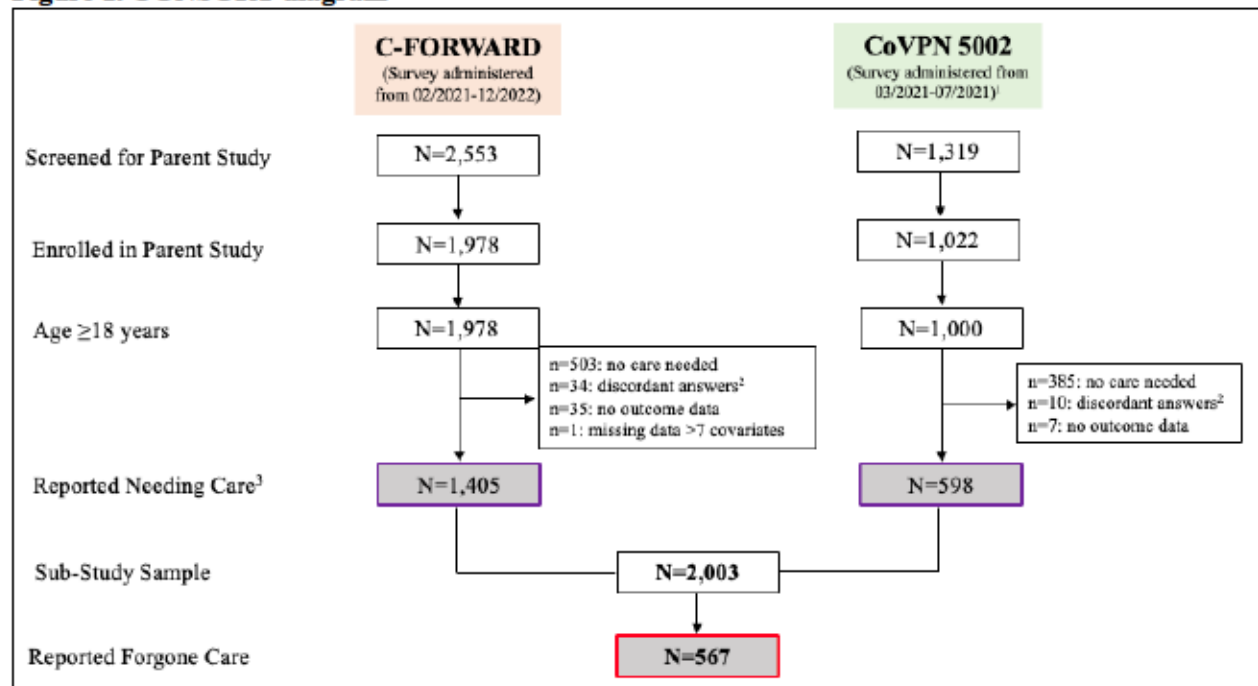 C-FORWARD
(Survey administered
from 02/2021-12/2022)
CoVPN 5002
(Survey administered from
03/2021-07/2021)¹
Screened for Parent Study
N=2,553
N=1,319
Enrolled in Parent Study
N=1,978
N=1,022
Age ≥18 years
N=1,978
N=1,000
n=503: no care needed
n=34: discordant answers²
n=35: no outcome data
n=1: missing data >7 covariates
n=385: no care needed
n=10: discordant answers²
n=7: no outcome data
Reported Needing Care³
N=1,405
N=598
Sub-Study Sample
N=2,003
Reported Forgone Care
N=567